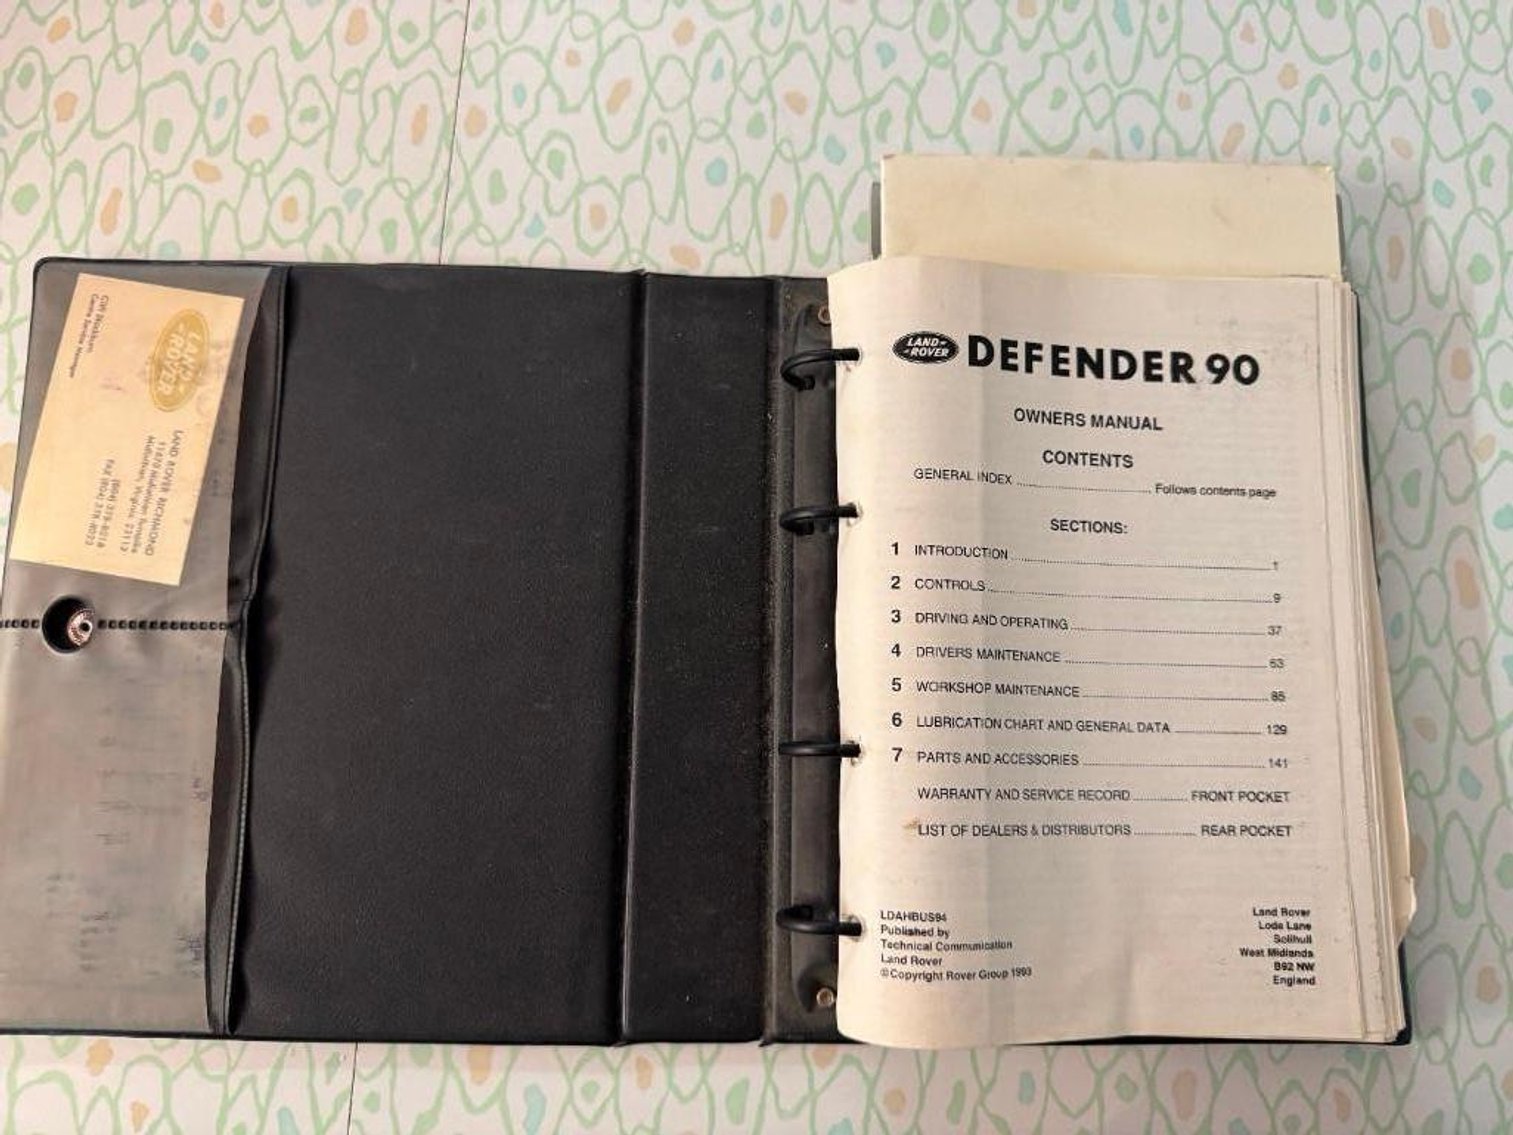 LAND ROVER
LAND ROVER RICHMOND
Midlothian, Virginia 23113
LAND-
-ROVER
DEFENDER 90
OWNERS MANUAL
CONTENTS
GENERAL INDEX ........ Follows contents page
SECTIONS:
1 INTRODUCTION ........ 1
2 CONTROLS ........ 9
3 DRIVING AND OPERATING ........ 37
4 DRIVERS MAINTENANCE ........ 63
5 WORKSHOP MAINTENANCE ........ 85
6 LUBRICATION CHART AND GENERAL DATA ........ 129
7 PARTS AND ACCESSORIES ........ 141
WARRANTY AND SERVICE RECORD ........ FRONT POCKET
LIST OF DEALERS & DISTRIBUTORS ........ REAR POCKET
LDAHBUS94
Published by
Technical Communication
Land Rover
©Copyright Rover Group 1993
Land Rover
Lode Lane
Solihull
West Midlands
B92 NW
England